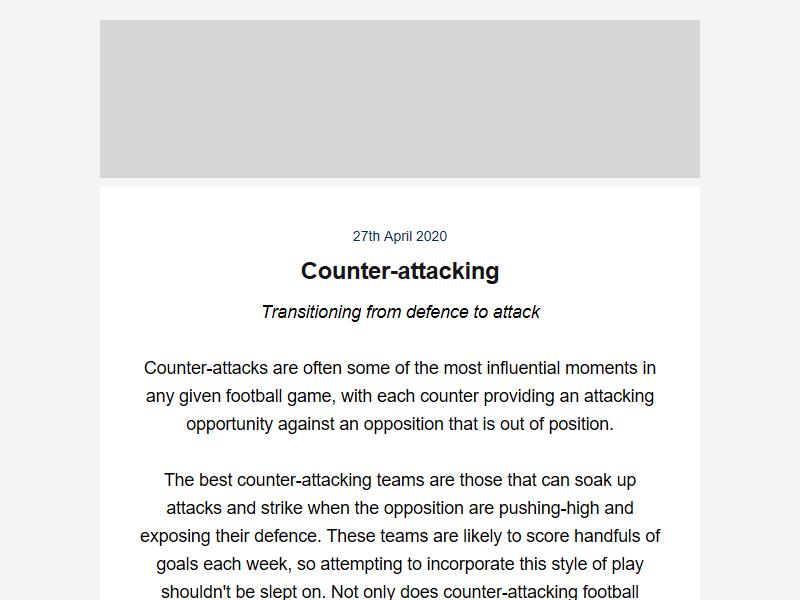 27th April 2020
Counter-attacking
Transitioning from defence to attack
Counter-attacks are often some of the most influential moments in
any given football game, with each counter providing an attacking
opportunity against an opposition that is out of position.
The best counter-attacking teams are those that can soak up
attacks and strike when the opposition are pushing-high and
exposing their defence. These teams are likely to score handfuls of
goals each week, so attempting to incorporate this style of play
shouldn't be slept on. Not only does counter-attacking football